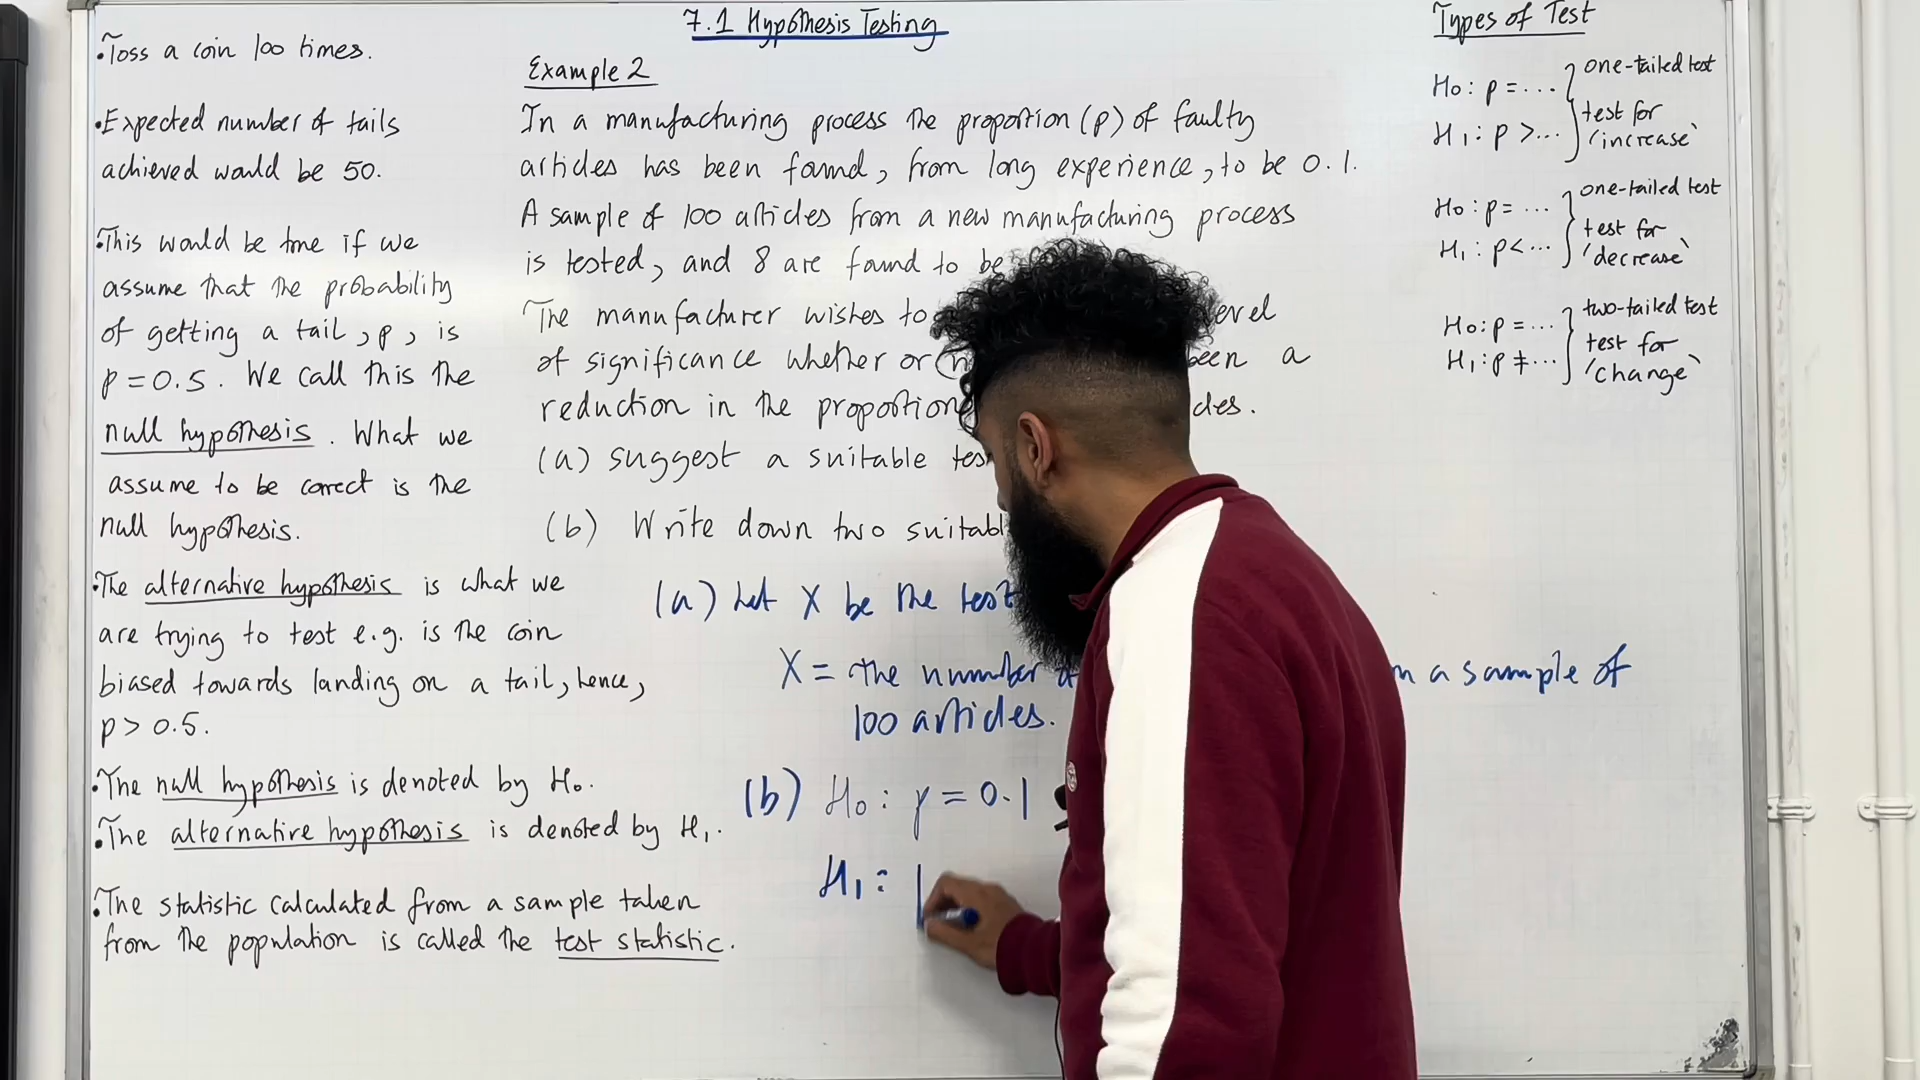 7.1 Hypothesis Testing
• Toss a coin 100 times.
• Expected number of tails
achieved would be 50.
• This would be true if we
assume that the probability
of getting a tail, p, is
p = 0.5. We call this the
null hypothesis. What we
assume to be correct is the
null hypothesis.
• The alternative hypothesis is what we
are trying to test e.g. is the coin
biased towards landing on a tail, hence,
p > 0.5.
• The null hypothesis is denoted by H₀.
• The alternative hypothesis is denoted by H₁.
• The statistic calculated from a sample taken
from the population is called the test statistic.
Example 2
In a manufacturing process the proportion (p) of faulty
articles has been found, from long experience, to be 0.1.
A sample of 100 articles from a new manufacturing process
is tested, and 8 are found to be
The manufacturer wishes to
of significance whether or a
reduction in the proportion
(a) suggest a suitable
(b) Write down two
(a) Let X be the test
X = the number a sample of
100 articles.
(b) H₀: p = 0.1
H₁:
Types of Test
H₀: p = ... one-tailed test
H₁: p > ... test for
'increase'
H₀: p = ... one-tailed test
H₁: p < ... test for
'decrease'
H₀: p = ... two-tailed test
H₁: p ≠ ... test for
'change'